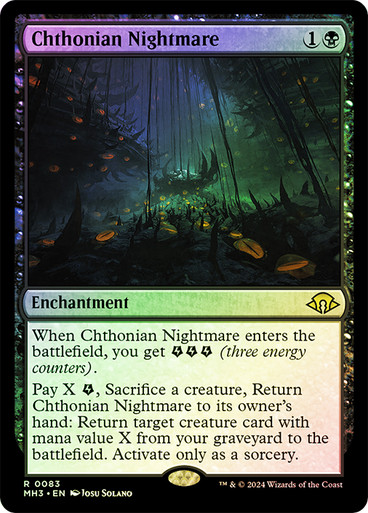 Chthonian Nightmare 1
Enchantment
When Chthonian Nightmare enters the
battlefield, you get (three energy
counters).
Pay X , Sacrifice a creature, Return
Chthonian Nightmare to its owner's
hand: Return target creature card with
mana value X from your graveyard to the
battlefield. Activate only as a sorcery.
R 0083
MH3 • EN Josu Solano
™ & © 2024 Wizards of the Coast